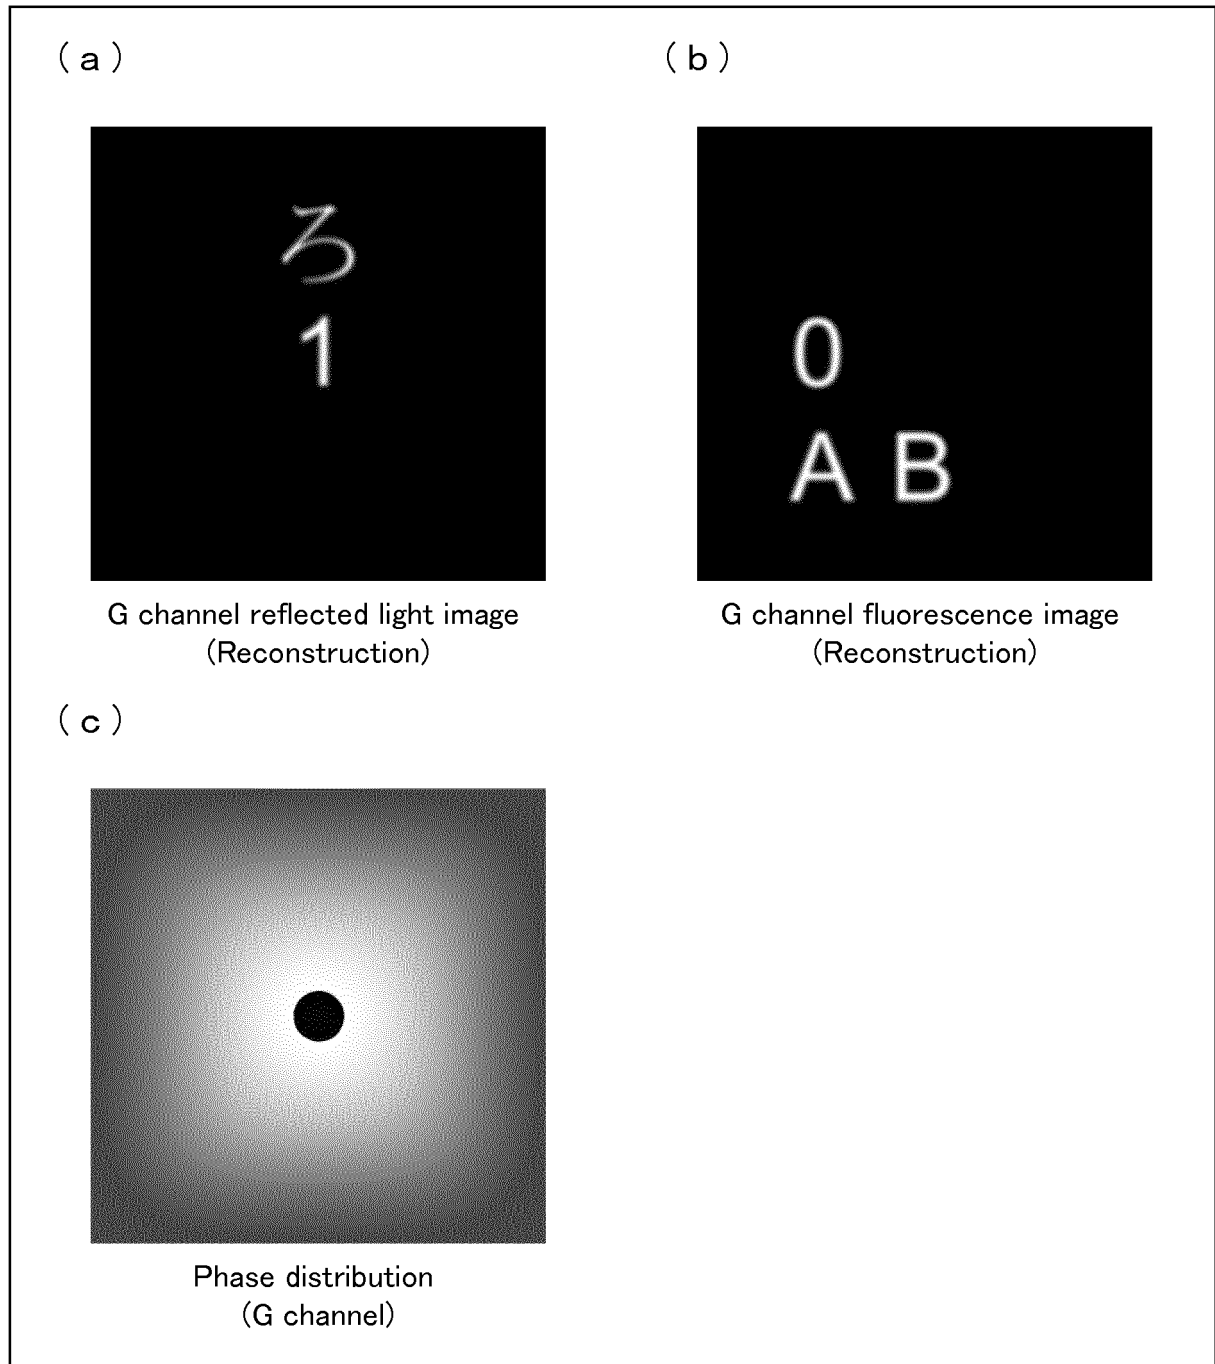 (a)
ろ
1
G channel reflected light image
(Reconstruction)
(b)
0
A B
G channel fluorescence image
(Reconstruction)
(c)
Phase distribution
(G channel)